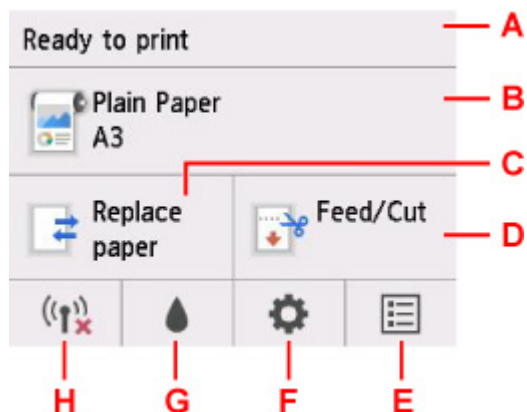 Ready to print
A
Plain Paper
A3
B
C
Replace
paper
Feed/Cut
D
H
G
F
E